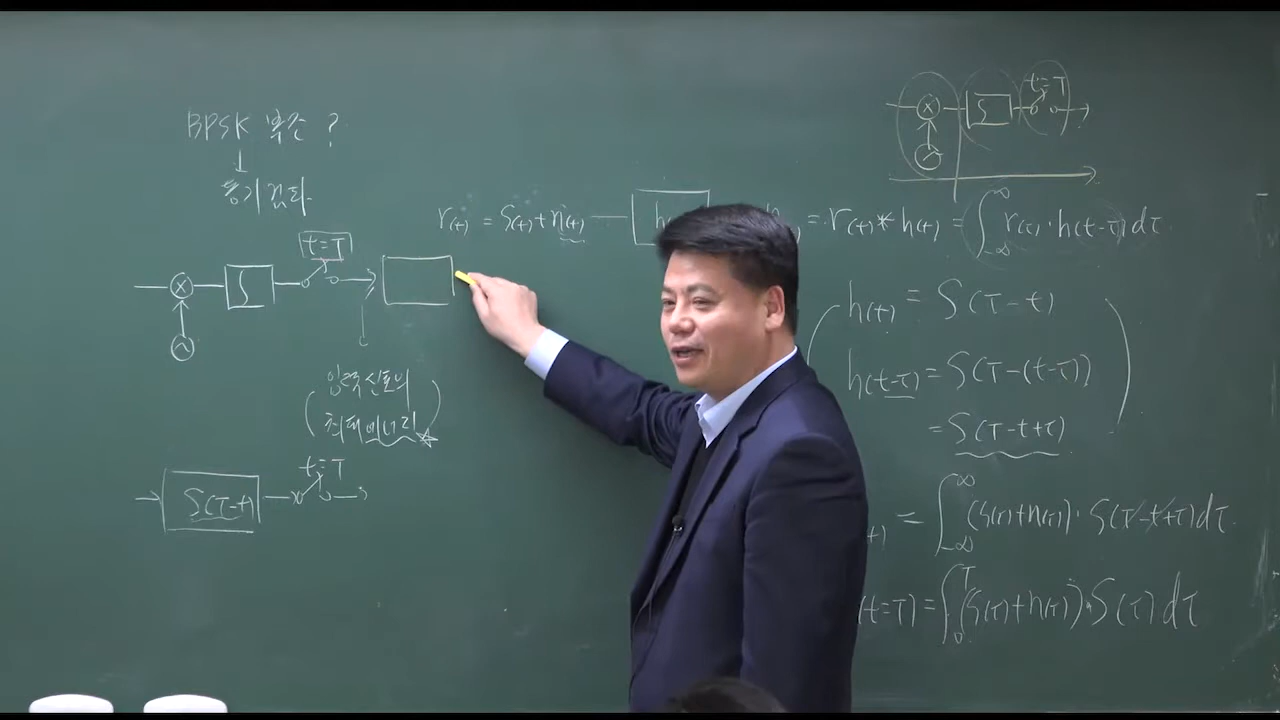 BPSK 복조 ?
↓
동기검파
t=T
∫
입력신호의
최대에너지
S(T-t)
t=T
t=T
∫
r(t) = S(t)+n(t)
= r(t)*h(t) = ∫_{-∞}^{∞} r(τ)·h(t-τ)dτ
h(t) = S(T-t)
h(t-τ) = S(T-(t-τ))
= S(T-t+τ)
= ∫_{-∞}^{∞} (S(τ)+n(τ))·S(T-t+τ)dτ
(t=T) = ∫_{0}^{T} (S(τ)+n(τ))·S(τ)dτ